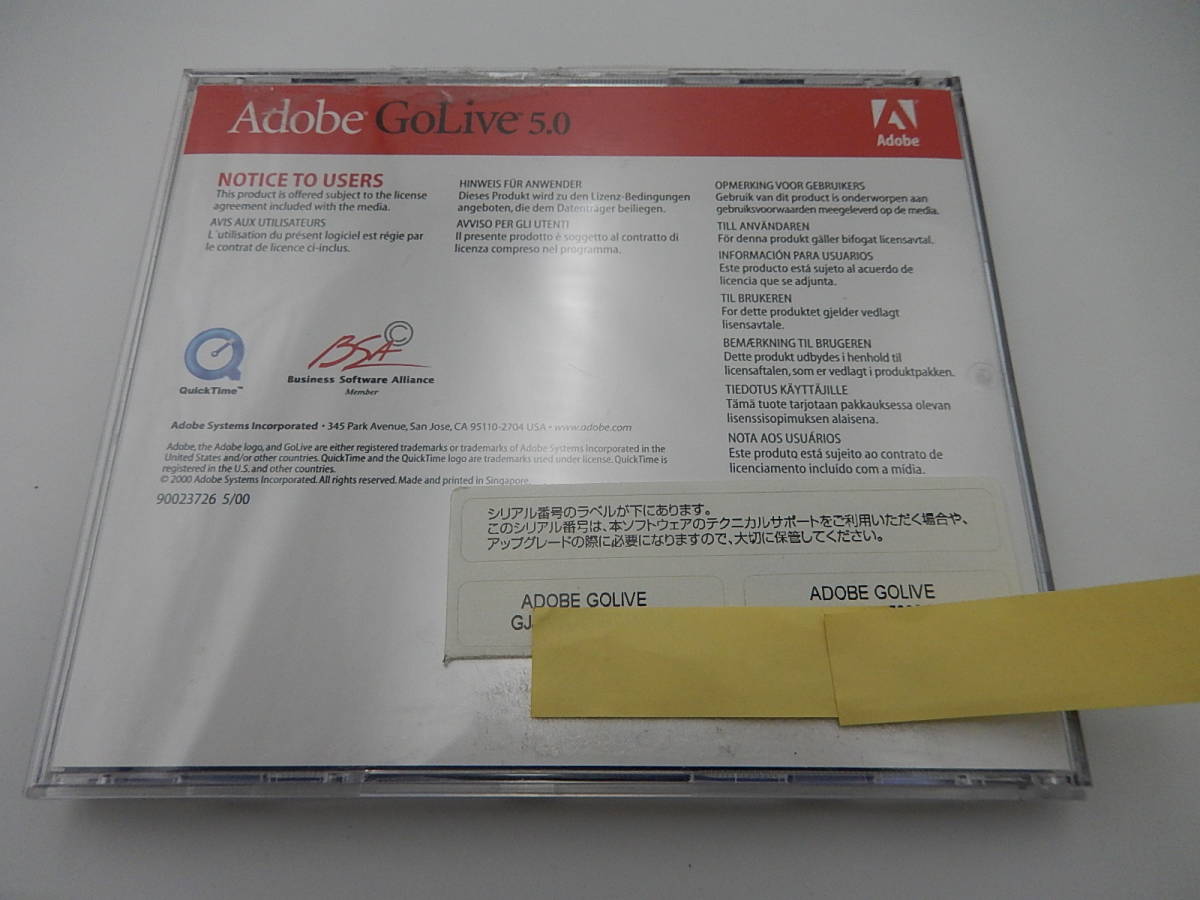 Adobe® GoLive™ 5.0
Adobe
NOTICE TO USERS
This product is offered subject to the license
agreement included with the media.
AVIS AUX UTILISATEURS
L'utilisation du présent logiciel est régie par
le contrat de licence ci-inclus.
HINWEIS FÜR ANWENDER
Dieses Produkt wird zu den Lizenz-Bedingungen
angeboten, die dem Datenträger beiliegen.
AVVISO PER GLI UTENTI
Il presente prodotto è soggetto al contratto di
licenza compreso nel programma.
OPMERKING VOOR GEBRUIKERS
Gebruik van dit product is onderworpen aan
gebruiksvoorwaarden meegeleverd op de media.
TILL ANVÄNDAREN
För denna produkt gäller bifogat licensavtal.
INFORMACIÓN PARA USUARIOS
Este producto está sujeto al acuerdo de
licencia que se adjunta.
TIL BRUKEREN
For dette produktet gjelder vedlagt
lisensavtale.
BEMÆRKNING TIL BRUGEREN
Dette produkt udbydes i henhold til
licensaftalen, som er vedlagt i produktpakken.
TIEDOTUS KÄYTTÄJILLE
Tämä tuote tarjotaan pakkauksessa olevan
lisenssisopimuksen alaisena.
NOTA AOS USUÁRIOS
Este produto está sujeito ao contrato de
licenciamento incluído com a mídia.
QuickTime™
BSA ©
Business Software Alliance
Member
Adobe Systems Incorporated • 345 Park Avenue, San Jose, CA 95110-2704 USA • www.adobe.com
Adobe, the Adobe logo, and GoLive are either registered trademarks or trademarks of Adobe Systems Incorporated in the
United States and/or other countries. QuickTime and the QuickTime logo are trademarks used under license. QuickTime is
registered in the U.S. and other countries.
© 2000 Adobe Systems Incorporated. All rights reserved. Made and printed in Singapore.
90023726 5/00
シリアル番号のラベルが下にあります。
このシリアル番号は、本ソフトウェアのテクニカルサポートをご利用いただく場合や、
アップグレードの際に必要になりますので、大切に保管してください。
ADOBE GOLIVE
GJ
ADOBE GOLIVE